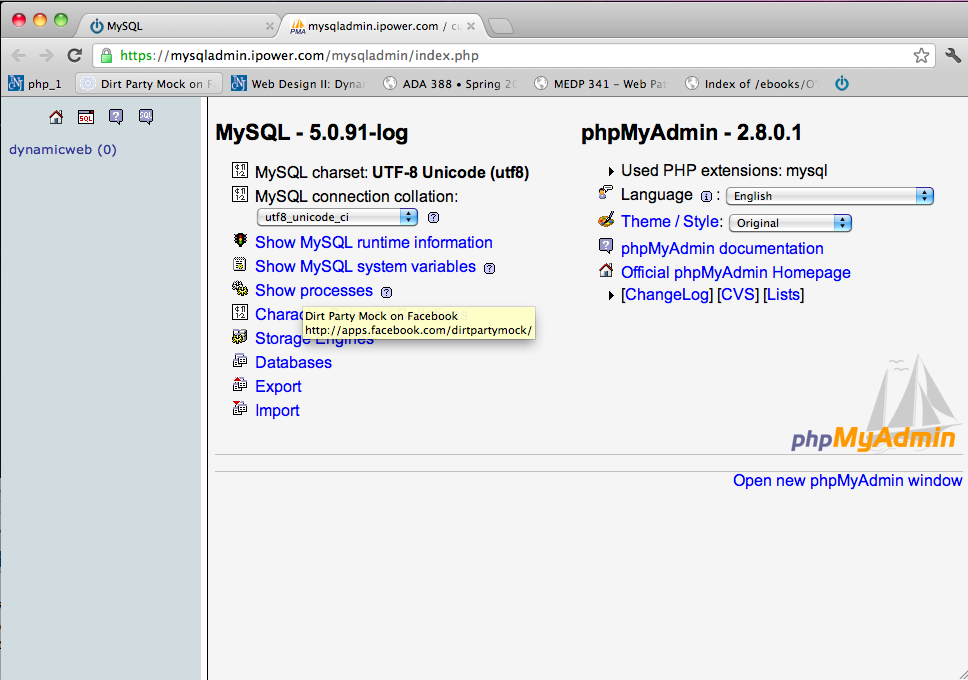 MySQL
mysqladmin.ipower.com /
https://mysqladmin.ipower.com/mysqladmin/index.php
php_1
Dirt Party Mock on F
Web Design II: Dyna
ADA 388 • Spring 20
MEDP 341 – Web Pa
Index of /ebooks/O
SQL
SQL
dynamicweb (0)
MySQL - 5.0.91-log
MySQL charset: UTF-8 Unicode (utf8)
MySQL connection collation:
utf8_unicode_ci
Show MySQL runtime information
Show MySQL system variables
Show processes
Charac
Dirt Party Mock on Facebook
http://apps.facebook.com/dirtpartymock/
Storage Engines
Databases
Export
Import
phpMyAdmin - 2.8.0.1
Used PHP extensions: mysql
Language : English
Theme / Style: Original
phpMyAdmin documentation
Official phpMyAdmin Homepage
[ChangeLog] [CVS] [Lists]
phpMyAdmin
Open new phpMyAdmin window